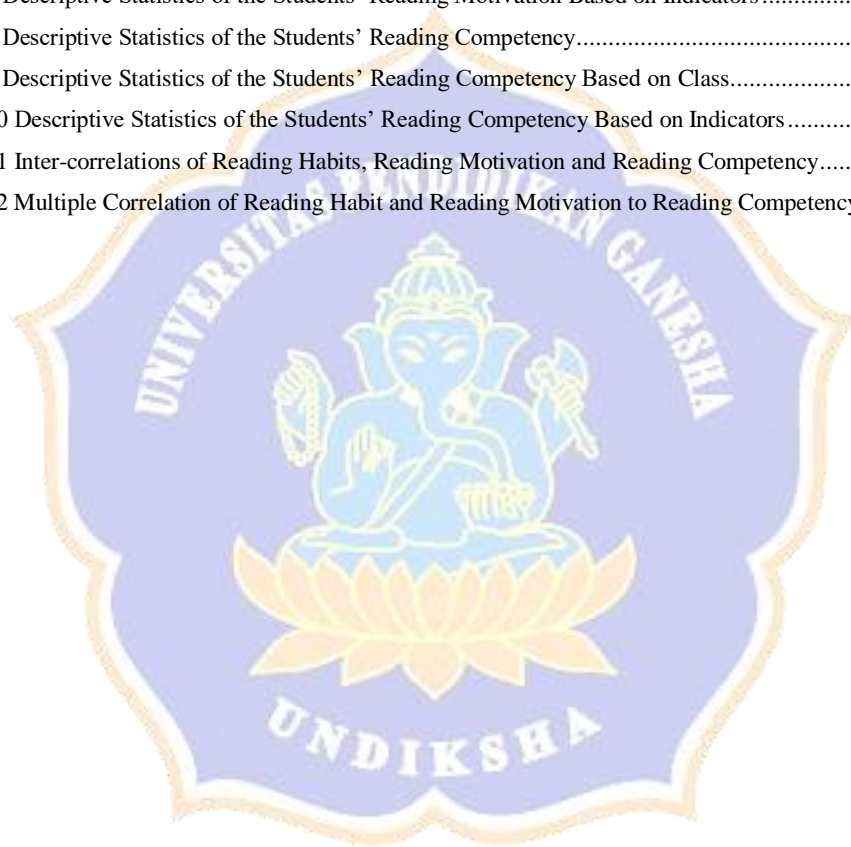 Descriptive Statistics of the Students’ Reading Motivation Based on Indicators..............
Descriptive Statistics of the Students’ Reading Competency...........................................
Descriptive Statistics of the Students’ Reading Competency Based on Class...................
0 Descriptive Statistics of the Students’ Reading Competency Based on Indicators..........
1 Inter-correlations of Reading Habits, Reading Motivation and Reading Competency.....
2 Multiple Correlation of Reading Habit and Reading Motivation to Reading Competency
UNIVERSITAS PENDIDIKAN GANESHA
UNDIKSHA